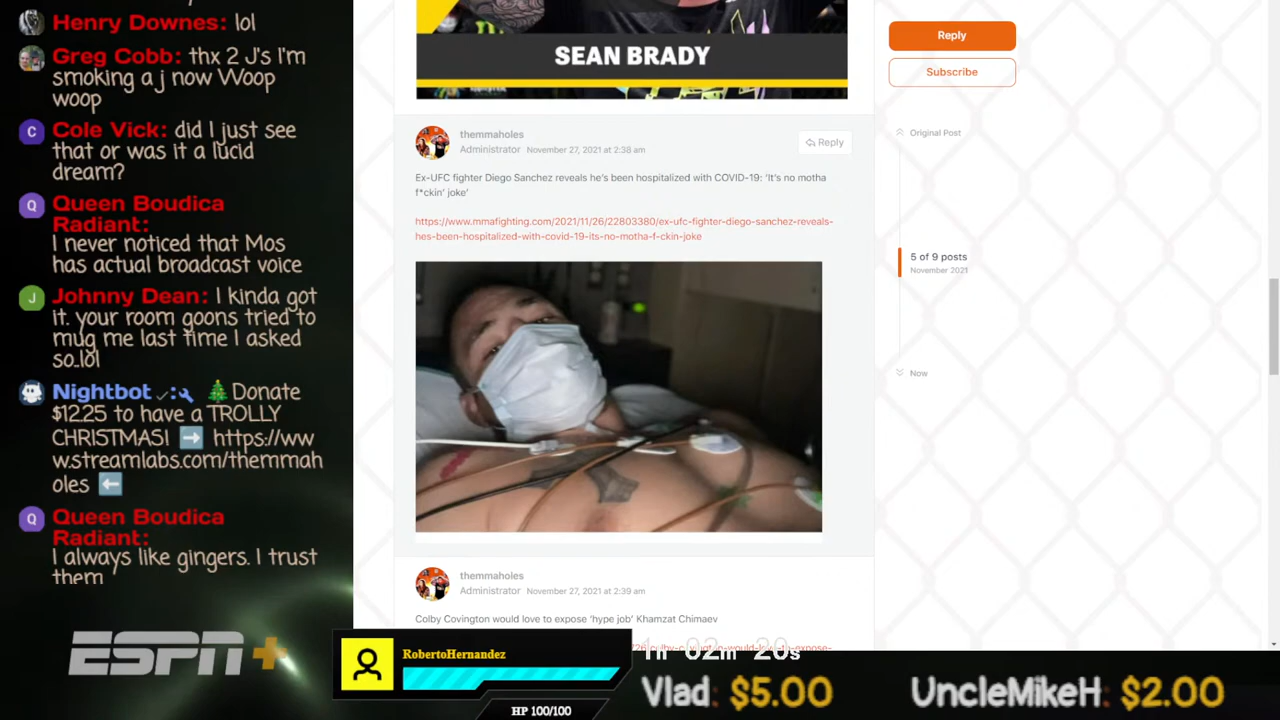 Henry Downes: lol
Greg Cobb: thx 2 J's I'm
smoking a j now Woop
woop
Cole Vick: did I just see
that or was it a lucid
dream?
Queen Boudica
Radiant:
I never noticed that Mos
has actual broadcast voice
Johnny Dean: I kinda got
it. your room goons tried to
mug me last time I asked
so..lol
Nightbot: Donate
$12.25 to have a TROLLY
CHRISTMAS! https://ww
w.streamlabs.com/themmah
oles
Queen Boudica
Radiant:
I always like gingers. I trust
them
ESPN+
SEAN BRADY
themmaholes
Administrator November 27, 2021 at 2:38 am
Reply
Ex-UFC fighter Diego Sanchez reveals he's been hospitalized with COVID-19: 'It's no motha
f*ckin' joke'
https://www.mmafighting.com/2021/11/26/22803380/ex-ufc-fighter-diego-sanchez-reveals-
hes-been-hospitalized-with-covid-19-its-no-motha-f-ckin-joke
themmaholes
Administrator November 27, 2021 at 2:39 am
Colby Covington would love to expose 'hype job' Khamzat Chimaev
Reply
Subscribe
Original Post
5 of 9 posts
November 2021
Now
RobertoHernandez
HP 100/100
1h 02m 20s
Vlad: $5.00
UncleMikeH: $2.00